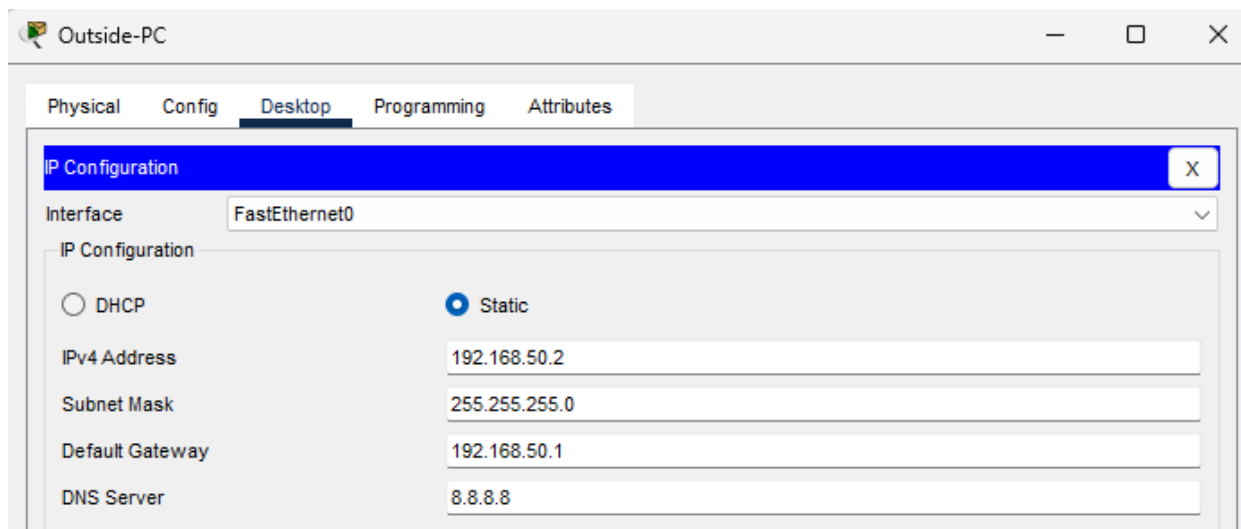 Outside-PC
Physical Config Desktop Programming Attributes
IP Configuration X
Interface FastEthernet0
IP Configuration
DHCP Static
IPv4 Address 192.168.50.2
Subnet Mask 255.255.255.0
Default Gateway 192.168.50.1
DNS Server 8.8.8.8